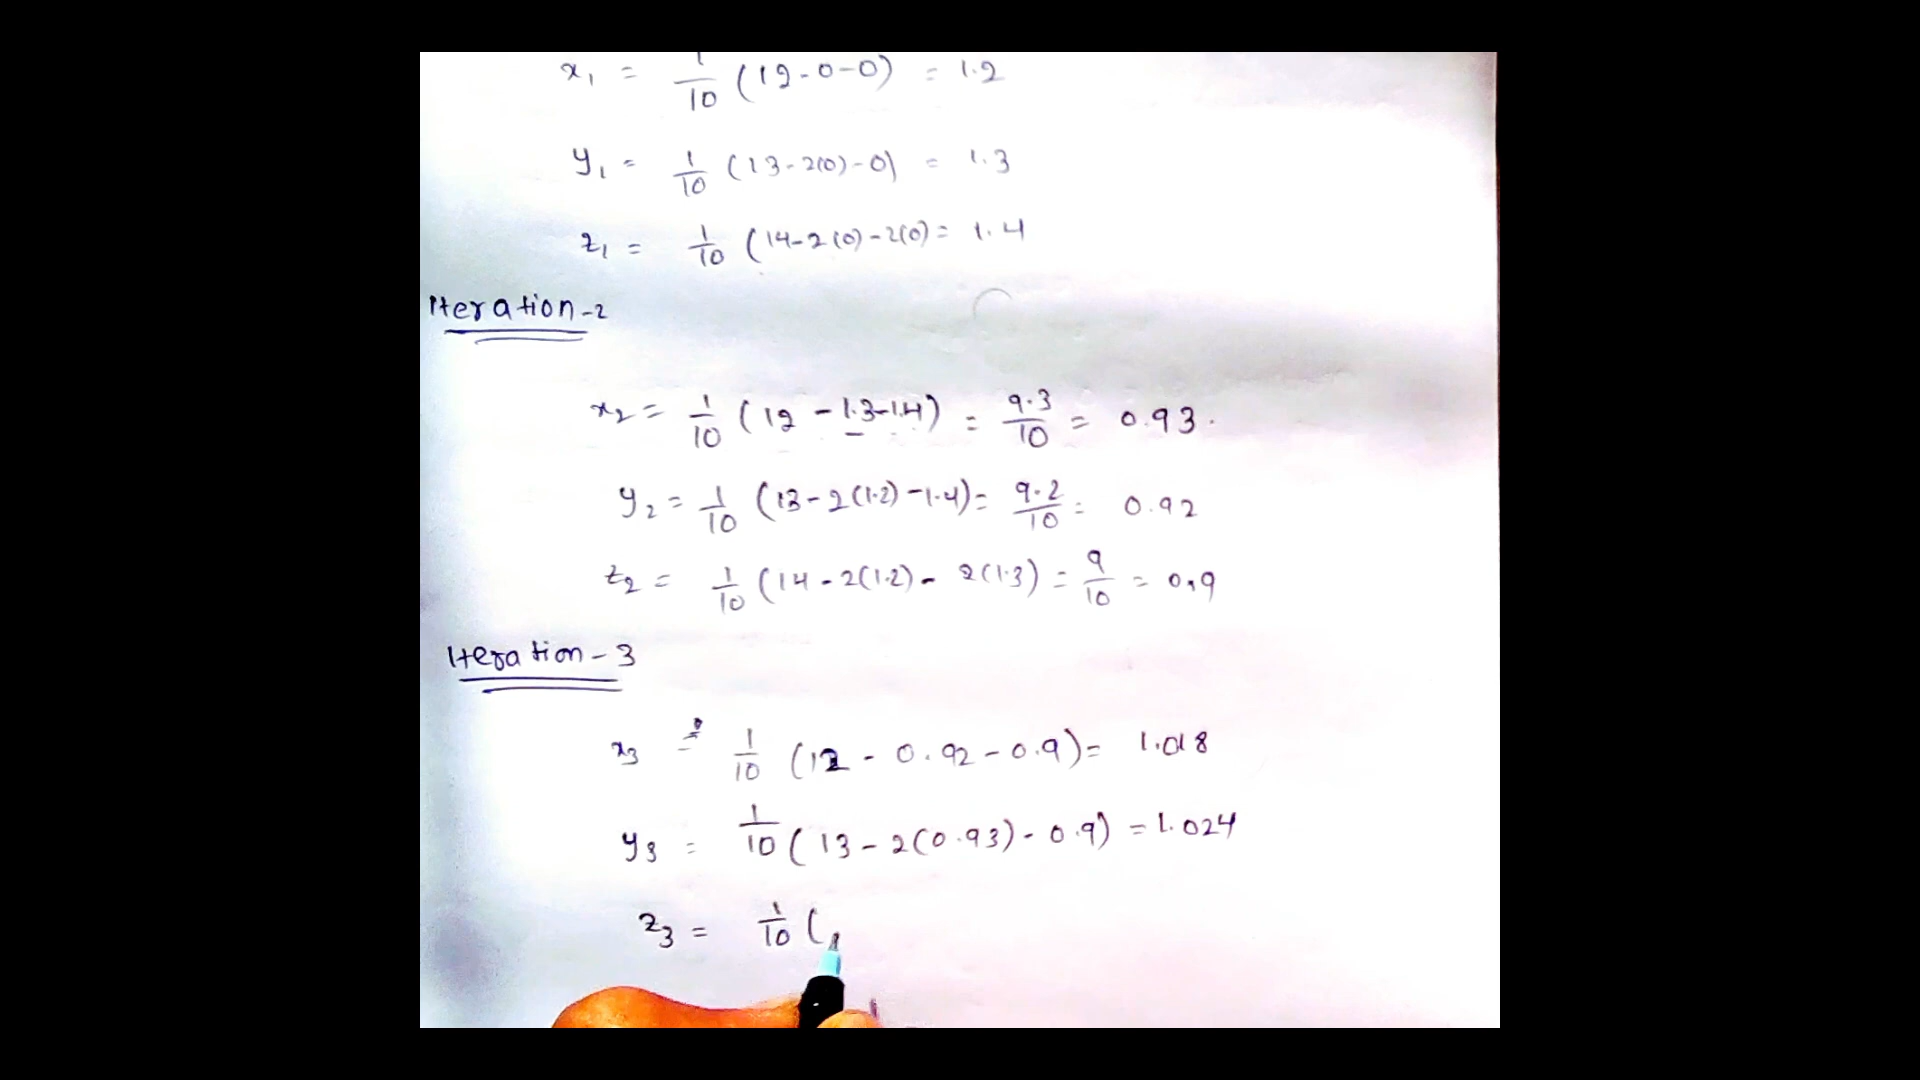 x₁ = 1/10 (12-0-0) = 1.2
y₁ = 1/10 (13-2(0)-0) = 1.3
z₁ = 1/10 (14-2(0)-2(0) = 1.4
Iteration-2
x₂ = 1/10 (12 - 1.3-1.4) = 9.3/10 = 0.93.
y₂ = 1/10 (13-2(1.2)-1.4) = 9.2/10 = 0.92
z₂ = 1/10 (14-2(1.2)- 2(1.3) = 9/10 = 0.9
Iteration-3
x₃ = 1/10 (12 - 0.92 - 0.9) = 1.018
y₃ = 1/10 (13 - 2(0.93) - 0.9) = 1.024
z₃ = 1/10 (